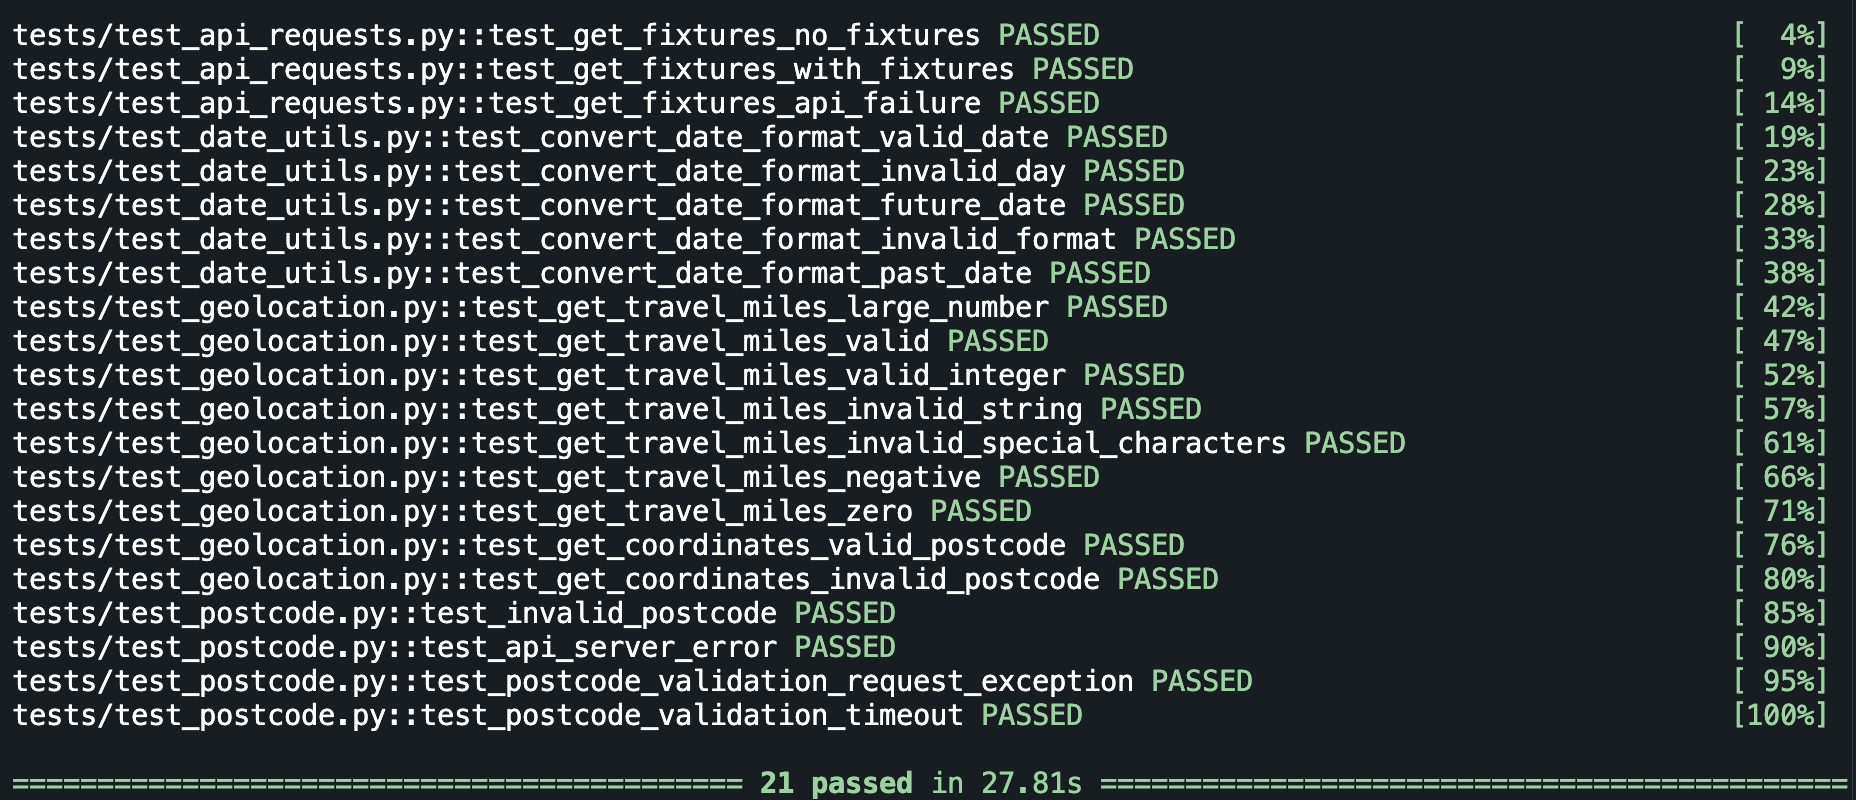 tests/test_api_requests.py::test_get_fixtures_no_fixtures PASSED [  4%]
tests/test_api_requests.py::test_get_fixtures_with_fixtures PASSED [  9%]
tests/test_api_requests.py::test_get_fixtures_api_failure PASSED [ 14%]
tests/test_date_utils.py::test_convert_date_format_valid_date PASSED [ 19%]
tests/test_date_utils.py::test_convert_date_format_invalid_day PASSED [ 23%]
tests/test_date_utils.py::test_convert_date_format_future_date PASSED [ 28%]
tests/test_date_utils.py::test_convert_date_format_invalid_format PASSED [ 33%]
tests/test_date_utils.py::test_convert_date_format_past_date PASSED [ 38%]
tests/test_geolocation.py::test_get_travel_miles_large_number PASSED [ 42%]
tests/test_geolocation.py::test_get_travel_miles_valid PASSED [ 47%]
tests/test_geolocation.py::test_get_travel_miles_valid_integer PASSED [ 52%]
tests/test_geolocation.py::test_get_travel_miles_invalid_string PASSED [ 57%]
tests/test_geolocation.py::test_get_travel_miles_invalid_special_characters PASSED [ 61%]
tests/test_geolocation.py::test_get_travel_miles_negative PASSED [ 66%]
tests/test_geolocation.py::test_get_travel_miles_zero PASSED [ 71%]
tests/test_geolocation.py::test_get_coordinates_valid_postcode PASSED [ 76%]
tests/test_geolocation.py::test_get_coordinates_invalid_postcode PASSED [ 80%]
tests/test_postcode.py::test_invalid_postcode PASSED [ 85%]
tests/test_postcode.py::test_api_server_error PASSED [ 90%]
tests/test_postcode.py::test_postcode_validation_request_exception PASSED [ 95%]
tests/test_postcode.py::test_postcode_validation_timeout PASSED [100%]
=========================================== 21 passed in 27.81s ============================================